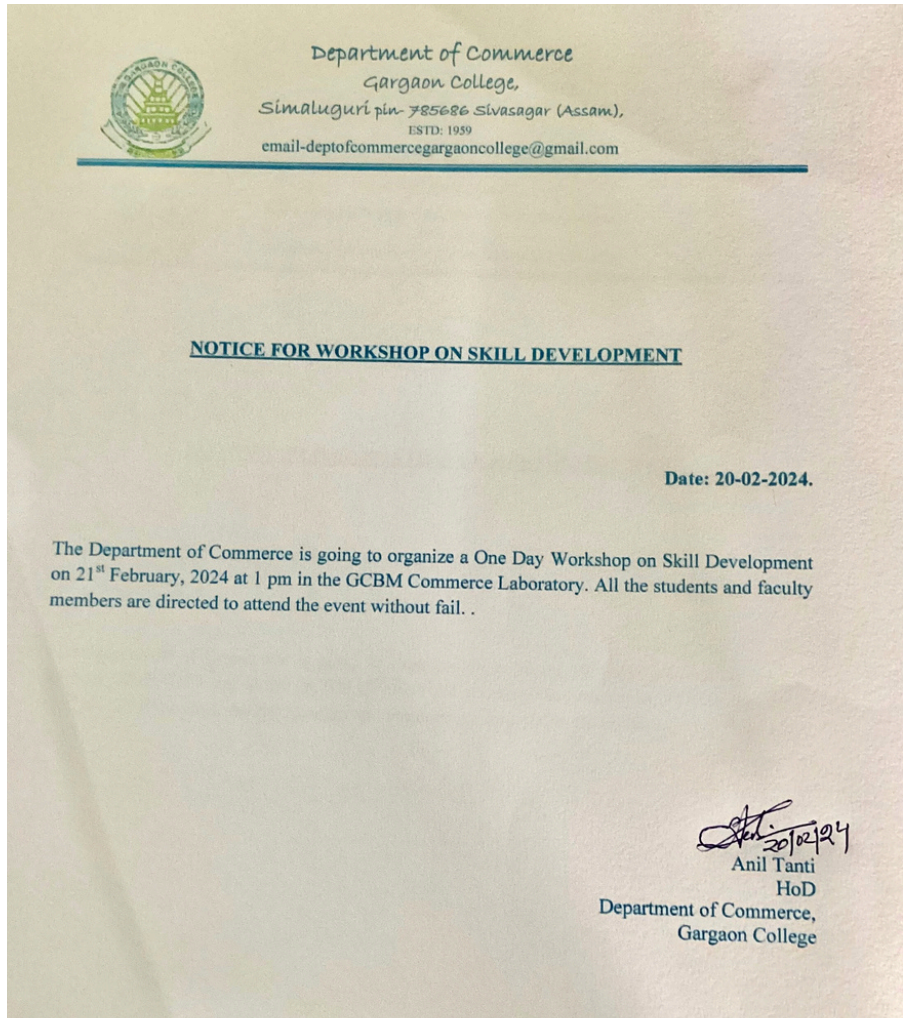 Department of Commerce
Gargaon College,
Simaluguri pin- 785686 Sivasagar (Assam),
ESTD: 1959
email-deptofcommercegargaoncollege@gmail.com
NOTICE FOR WORKSHOP ON SKILL DEVELOPMENT
Date: 20-02-2024.
The Department of Commerce is going to organize a One Day Workshop on Skill Development
on 21st February, 2024 at 1 pm in the GCBM Commerce Laboratory. All the students and faculty
members are directed to attend the event without fail. .
20/02/24
Anil Tanti
HoD
Department of Commerce,
Gargaon College